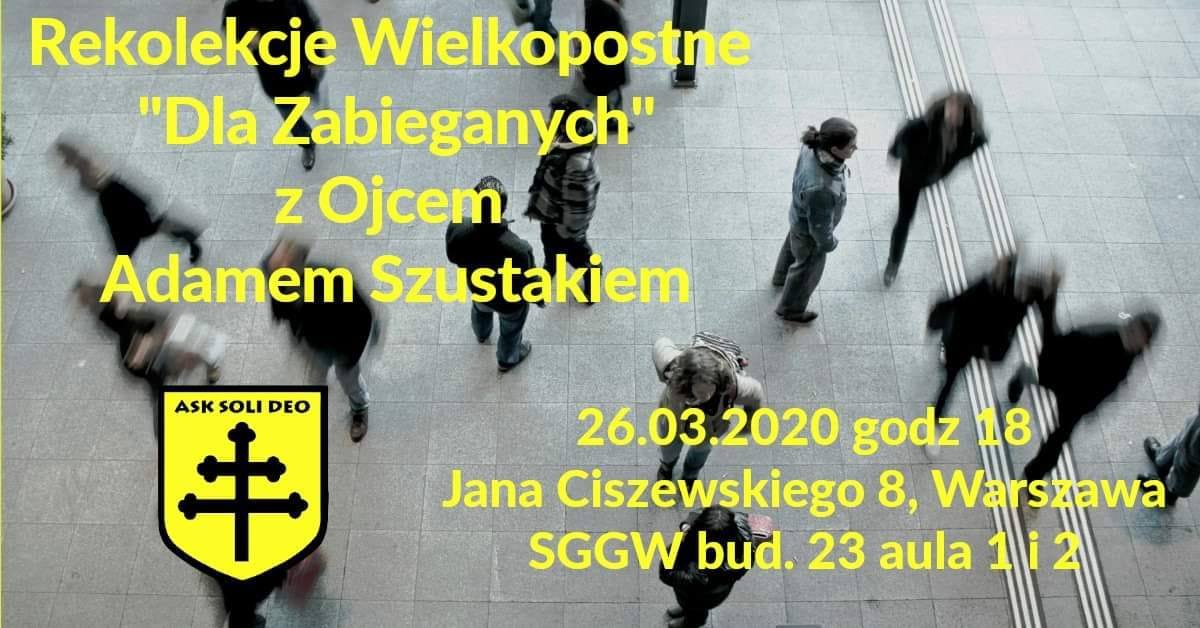 Rekolekcje Wielkopostne
"Dla Zabieganych"
z Ojcem
Adamem Szustakiem
ASK SOLI DEO
26.03.2020 godz 18
Jana Ciszewskiego 8, Warszawa
SGGW bud. 23 aula 1 i 2